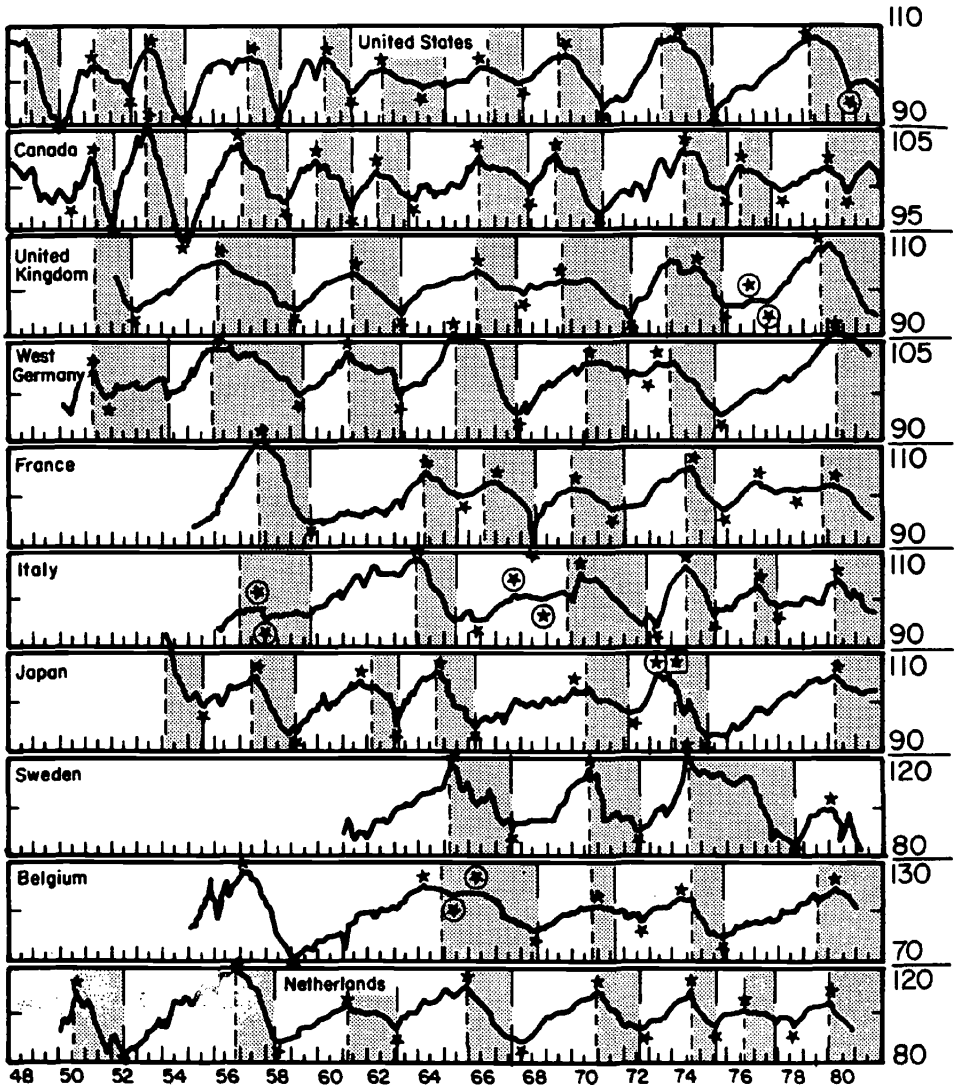 110
United States
90
105
Canada
95
110
United
Kingdom
90
105
West
Germany
90
110
France
90
110
Italy
90
110
Japan
90
120
Sweden
80
130
Belgium
70
120
Netherlands
80
48 50 52 54 56 58 60 62 64 66 68 70 72 74 76 78 80